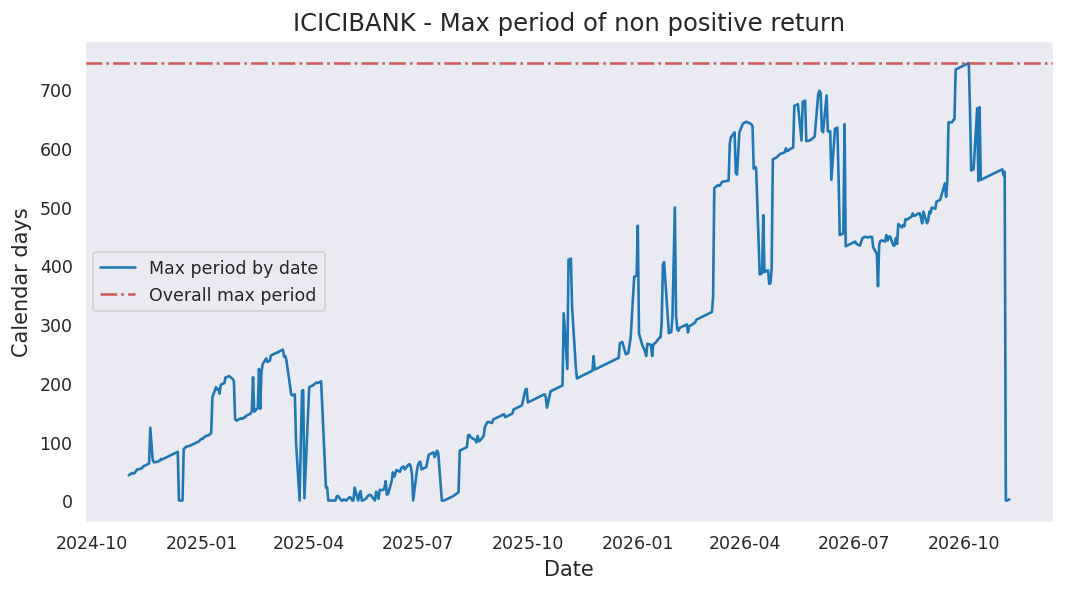 ICICIBANK - Max period of non positive return
Calendar days
700
600
500
400
300
200
100
0
Max period by date
Overall max period
2024-10 2025-01 2025-04 2025-07 2025-10 2026-01 2026-04 2026-07 2026-10
Date